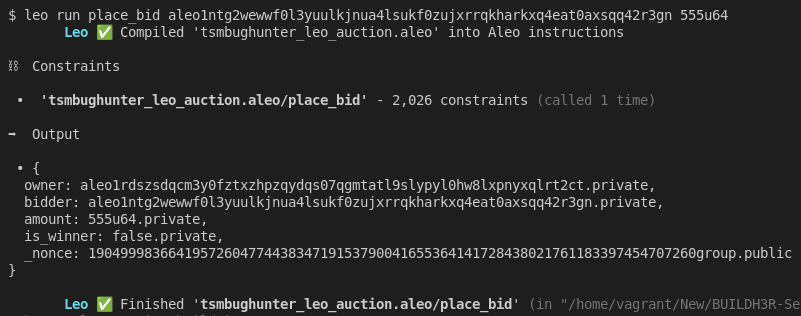 $ leo run place_bid aleo1ntg2wewwf0l3yuulkjnua4lsukf0zujxrrqkharkxq4eat0axsqq42r3gn 555u64
Leo ✅ Compiled 'tsmbughunter_leo_auction.aleo' into Aleo instructions
⛓ Constraints
• 'tsmbughunter_leo_auction.aleo/place_bid' - 2,026 constraints (called 1 time)
➡ Output
• {
owner: aleo1rdszsdqcm3y0fztxzhpzqydqs07qgmtatl9slypyl0hw8lxpnyxqlrt2ct.private,
bidder: aleo1ntg2wewwf0l3yuulkjnua4lsukf0zujxrrqkharkxq4eat0axsqq42r3gn.private,
amount: 555u64.private,
is_winner: false.private,
_nonce: 1904999836641957260477443834719153790041655364141728438021761183397454707260group.public
}
Leo ✅ Finished 'tsmbughunter_leo_auction.aleo/place_bid' (in "/home/vagrant/New/BUILDH3R-Se